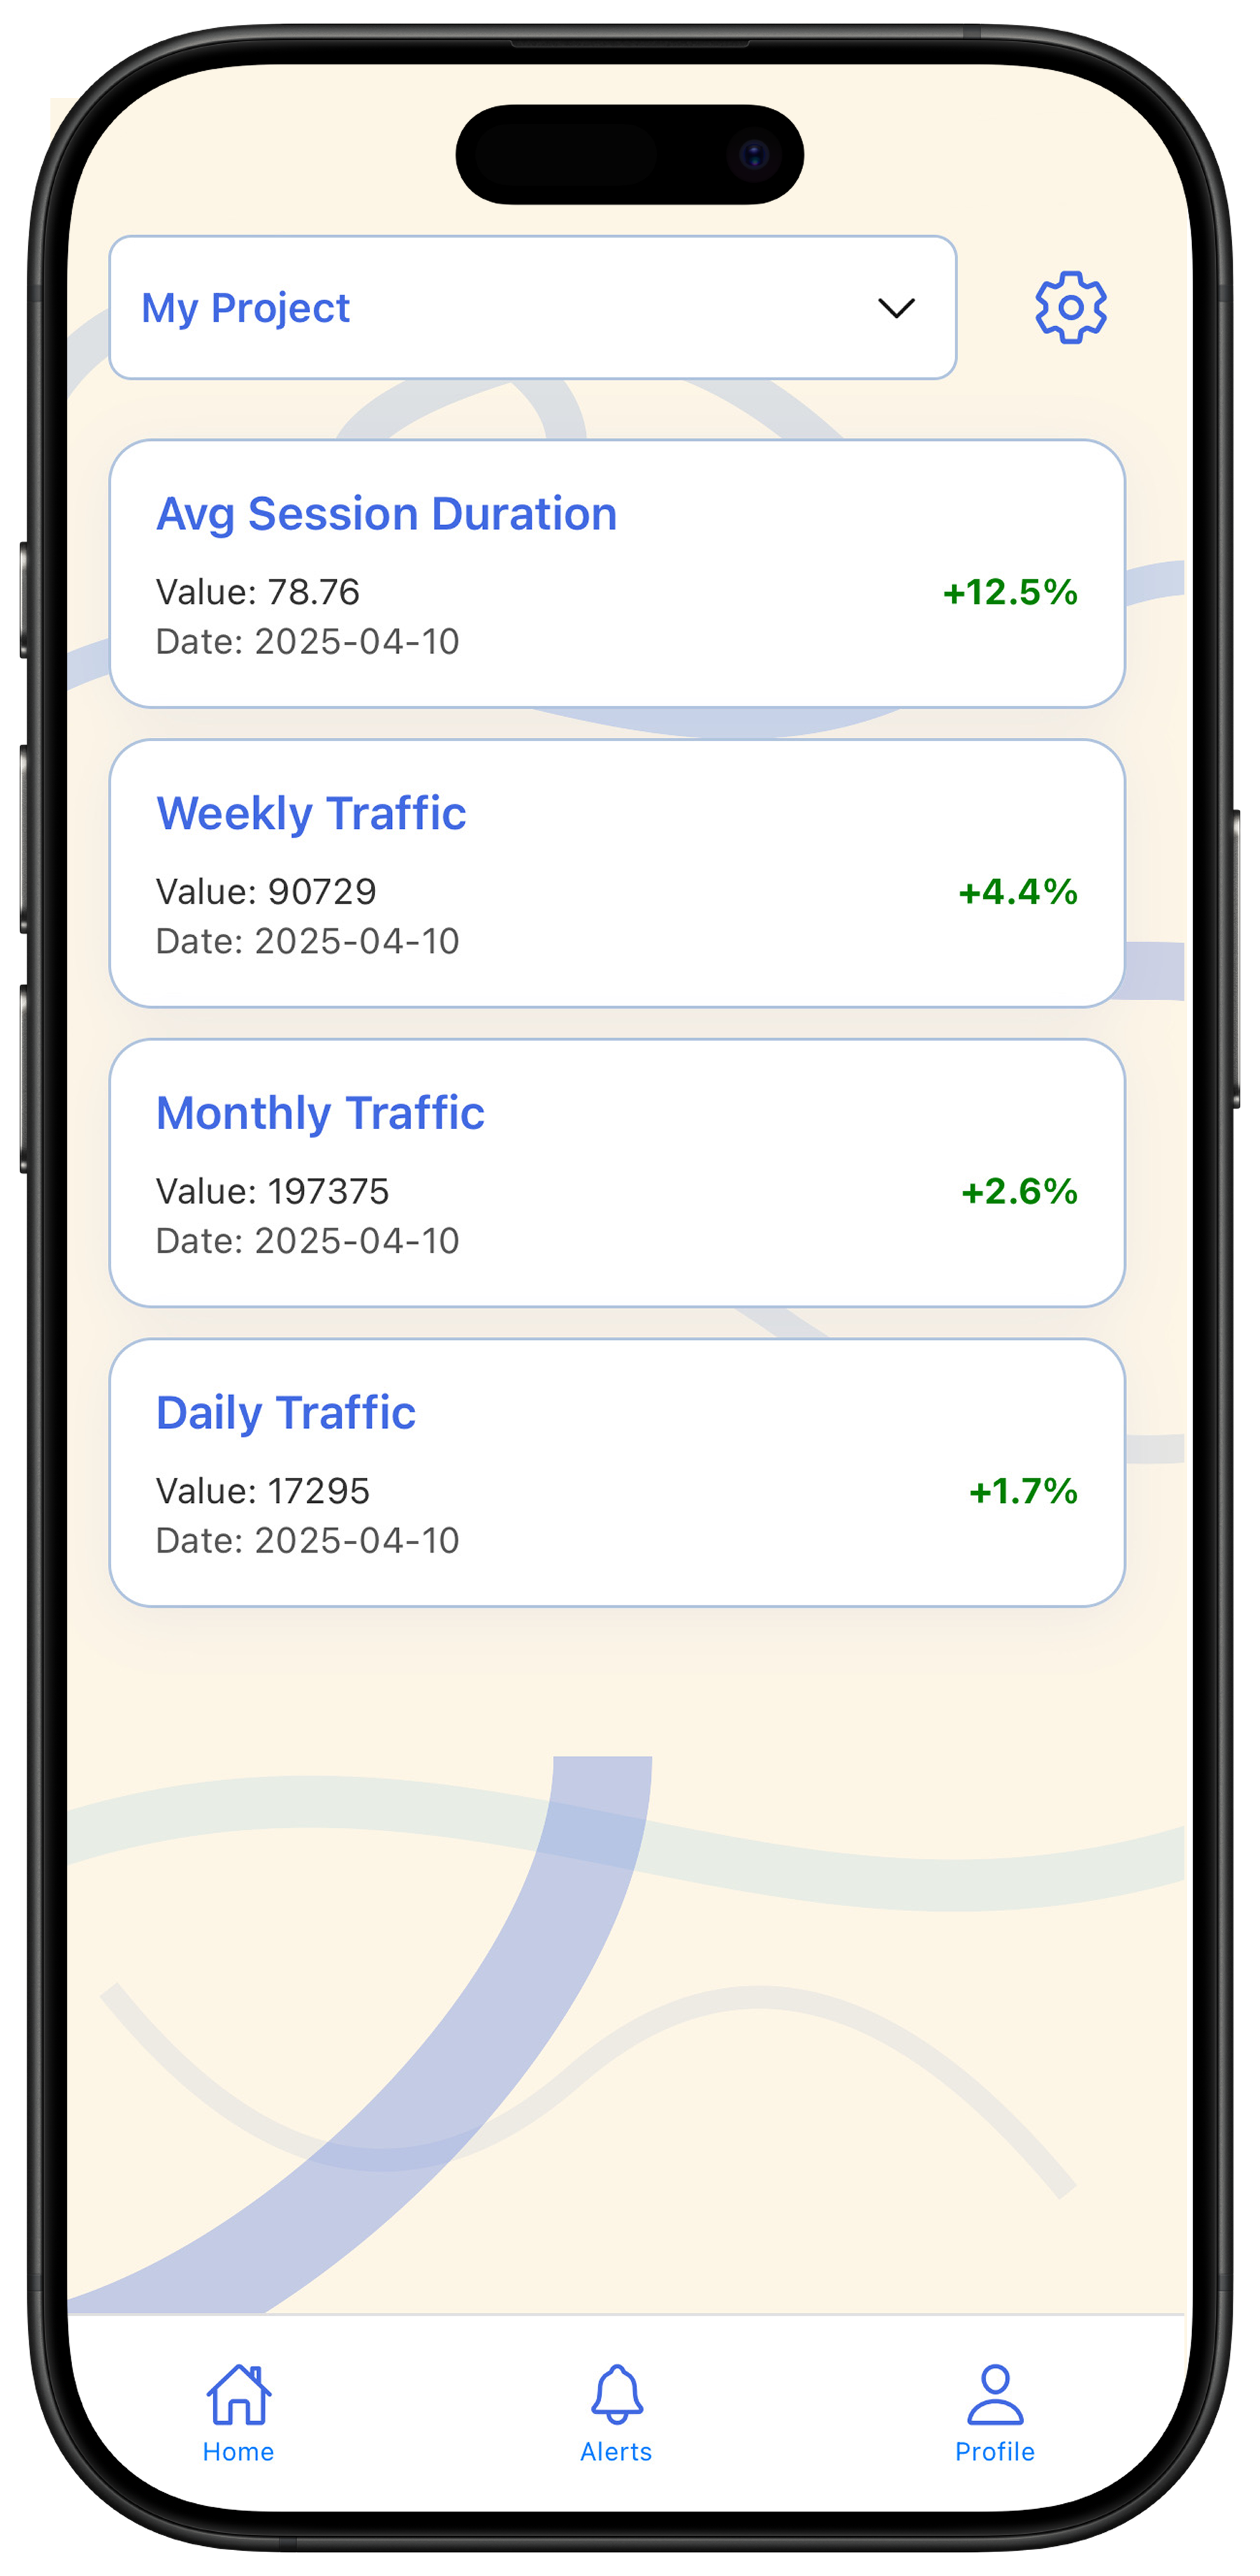 My Project
Avg Session Duration
Value: 78.76
+12.5%
Date: 2025-04-10
Weekly Traffic
Value: 90729
+4.4%
Date: 2025-04-10
Monthly Traffic
Value: 197375
+2.6%
Date: 2025-04-10
Daily Traffic
Value: 17295
+1.7%
Date: 2025-04-10
Home
Alerts
Profile